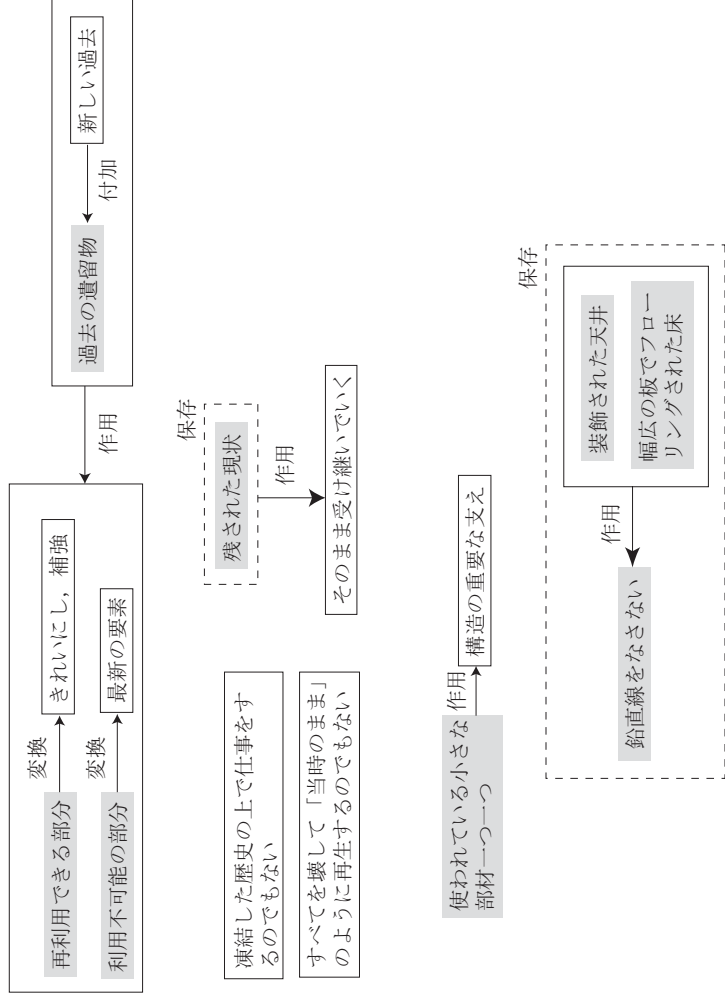 再利用できる部分
変換
きれいにし，補強
利用不可能の部分
変換
最新の要素
作用
過去の遺留物
付加
新しい過去
凍結した歴史の上で仕事をす
るのでもない
すべてを壊して「当時のまま」
のように再生するのでもない
保存
残された現状
作用
そのまま受け継いでいく
使われている小さな
部材一つ一つ
作用
構造の重要な支え
保存
鉛直線をなさない
作用
装飾された天井
幅広の板でフロー
リングされた床